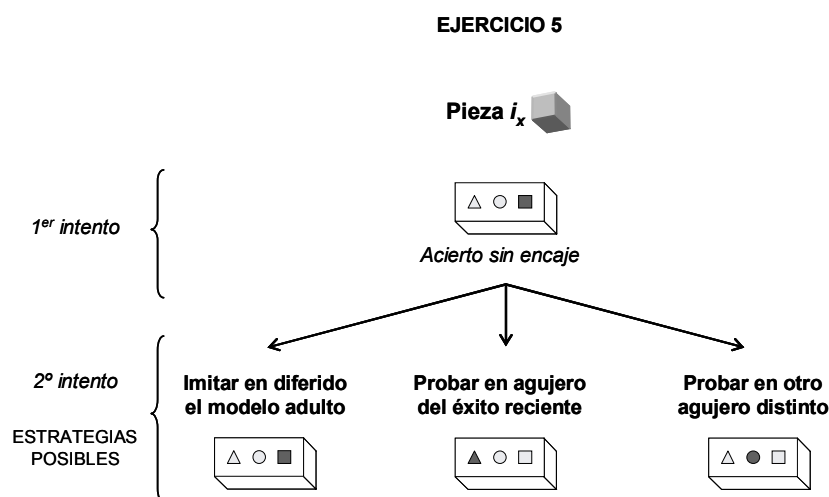 EJERCICIO 5
Pieza ix
1er intento
Acierto sin encaje
2º intento
ESTRATEGIAS
POSIBLES
Imitar en diferido
el modelo adulto
Probar en agujero
del éxito reciente
Probar en otro
agujero distinto